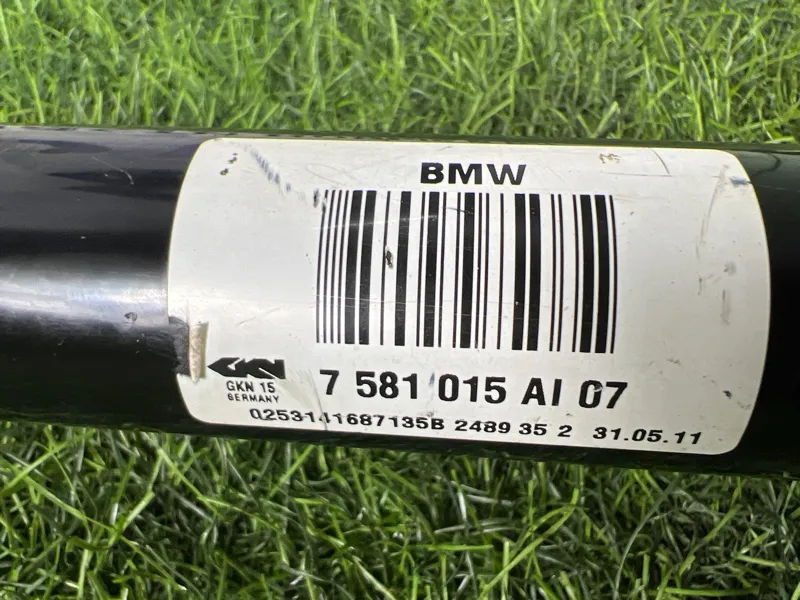 BMW
GKN
7 581 015 AI 07
GKN 15
GERMANY
0253141687135B 2489 35 2 31.05.11